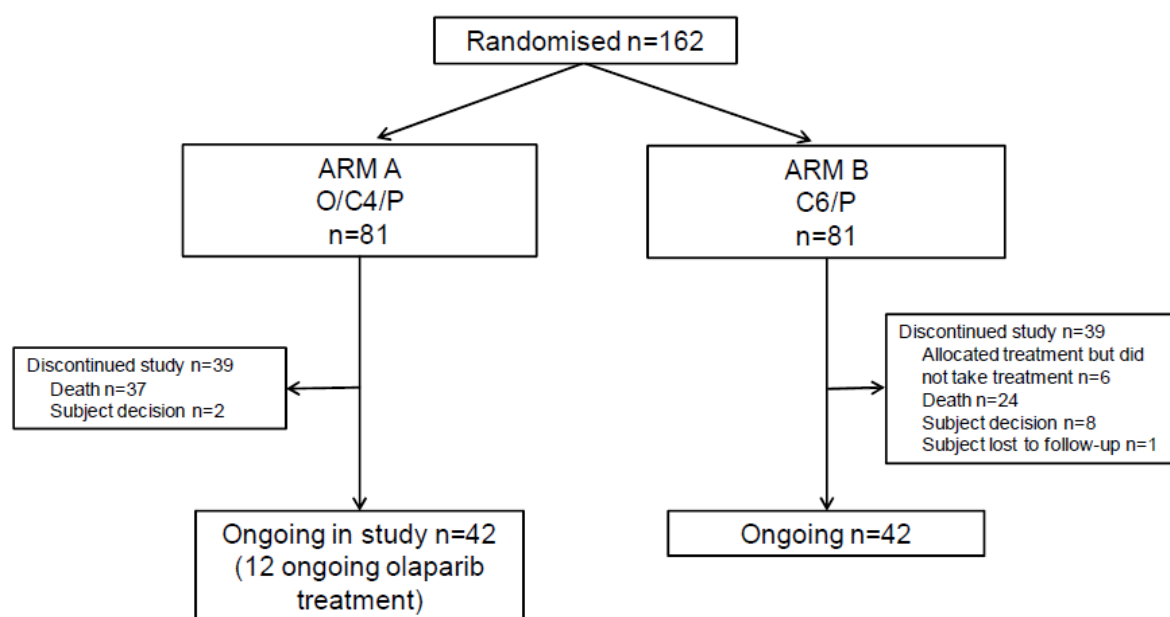 Randomised n=162
ARM A
O/C4/P
n=81
ARM B
C6/P
n=81
Discontinued study n=39
Death n=37
Subject decision n=2
Discontinued study n=39
Allocated treatment but did
not take treatment n=6
Death n=24
Subject decision n=8
Subject lost to follow-up n=1
Ongoing in study n=42
(12 ongoing olaparib
treatment)
Ongoing n=42